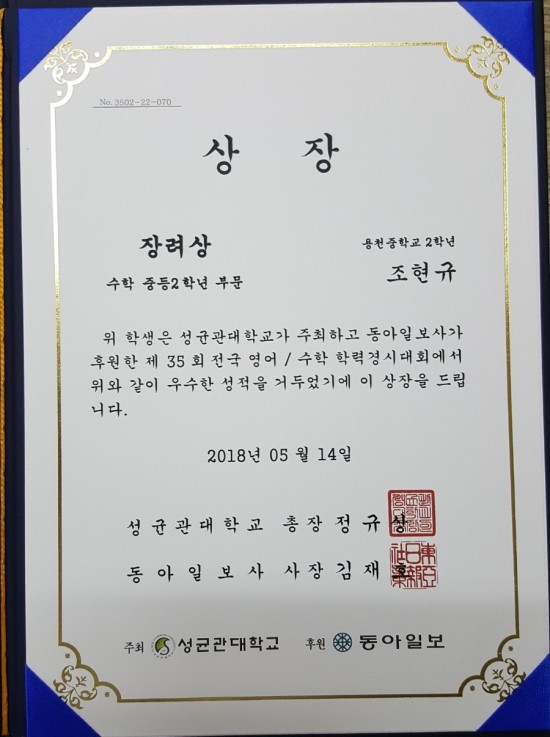 No. 3502-22-070
상 장
장려상
용천중학교 2학년
수학 중등2학년 부문
조현규
위 학생은 성균관대학교가 주최하고 동아일보사가
후원한 제 35 회 전국 영어 / 수학 학력경시대회에서
위와 같이 우수한 성적을 거두었기에 이 상장을 드립
니다.
2018년 05 월 14일
성균관대학교 총장 정규상
동아일보사 사장 김재호
주최 성균관대학교 후원 동아일보